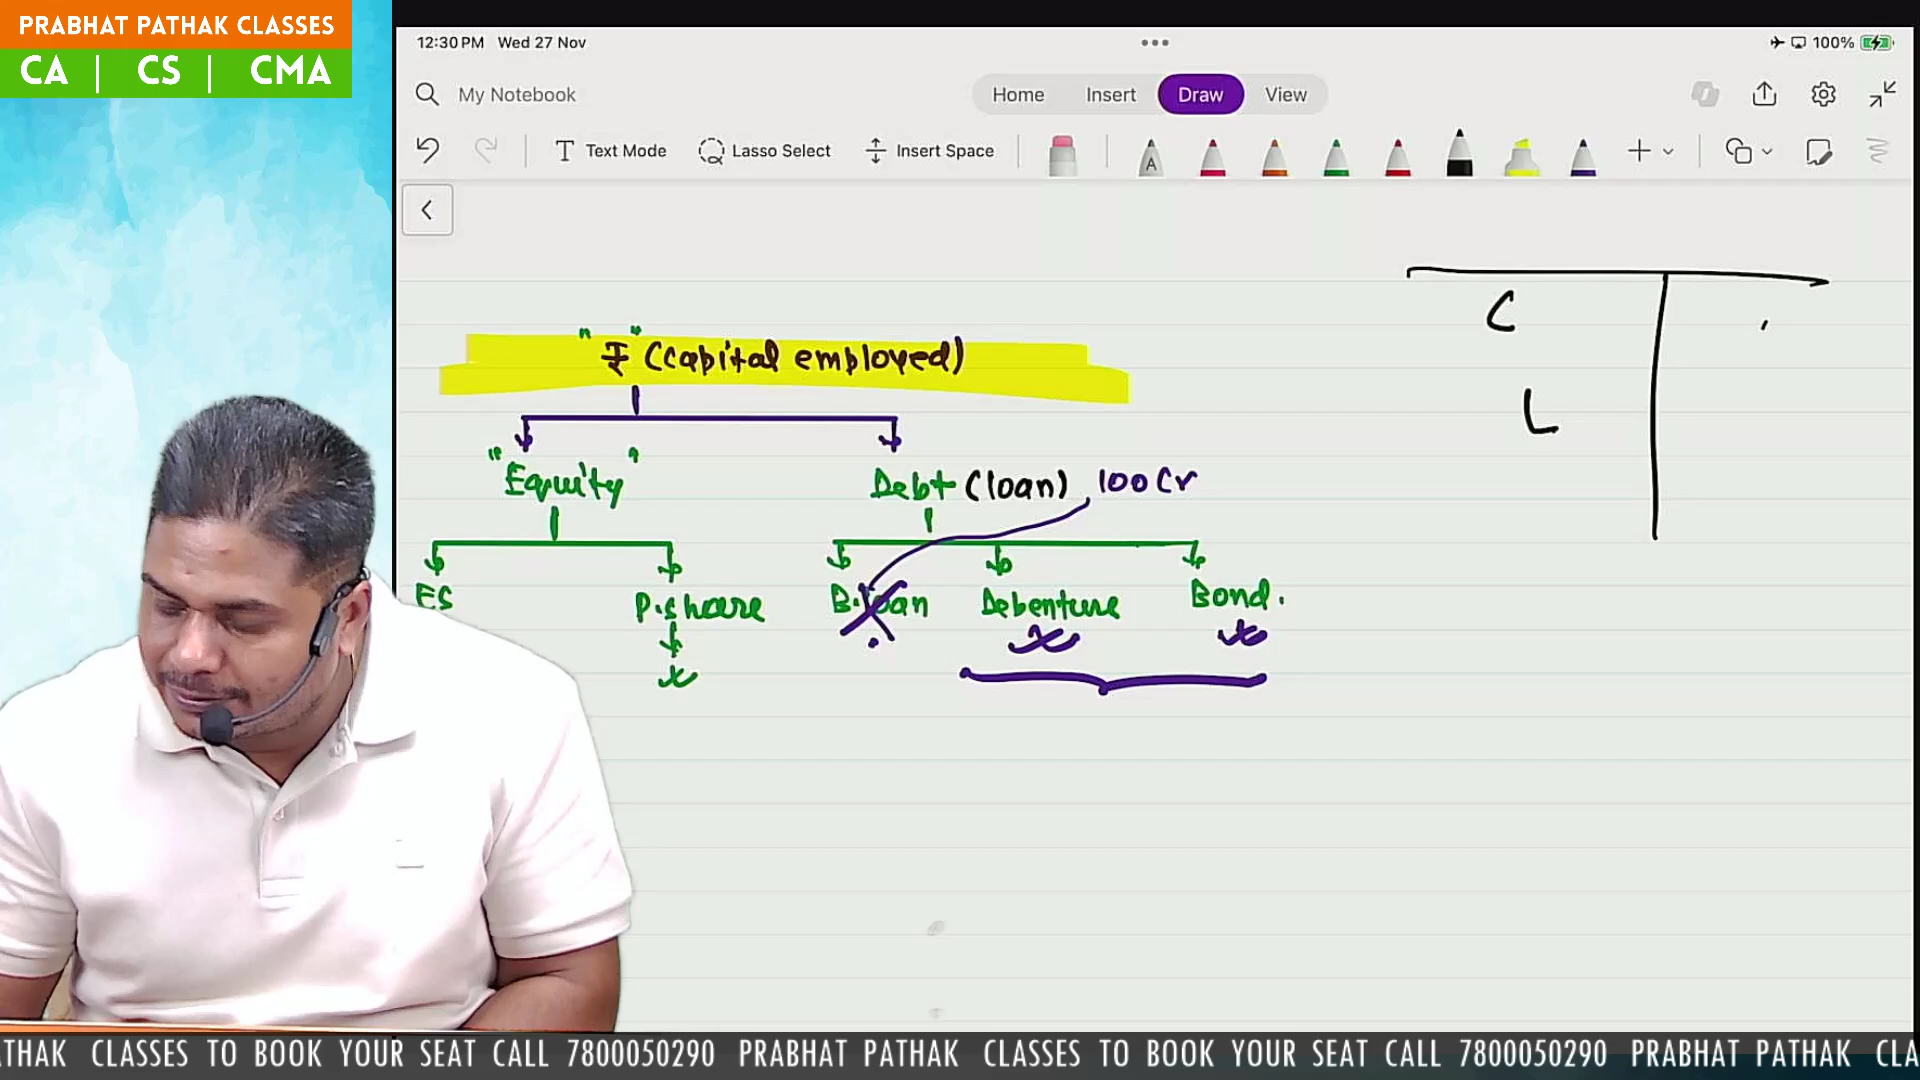 PRABHAT PATHAK CLASSES
CA | CS | CMA
12:30 PM Wed 27 Nov
100%
My Notebook
Home Insert Draw View
Text Mode Lasso Select Insert Space
A
"₹" (capital employed)
C
L
"Equity"
Debt (loan) 100 Cr
ES
P.share
B.loan
Debenture
Bond.
ATHAK CLASSES TO BOOK YOUR SEAT CALL 7800050290 PRABHAT PATHAK CLASSES TO BOOK YOUR SEAT CALL 7800050290 PRABHAT PATHAK CLA